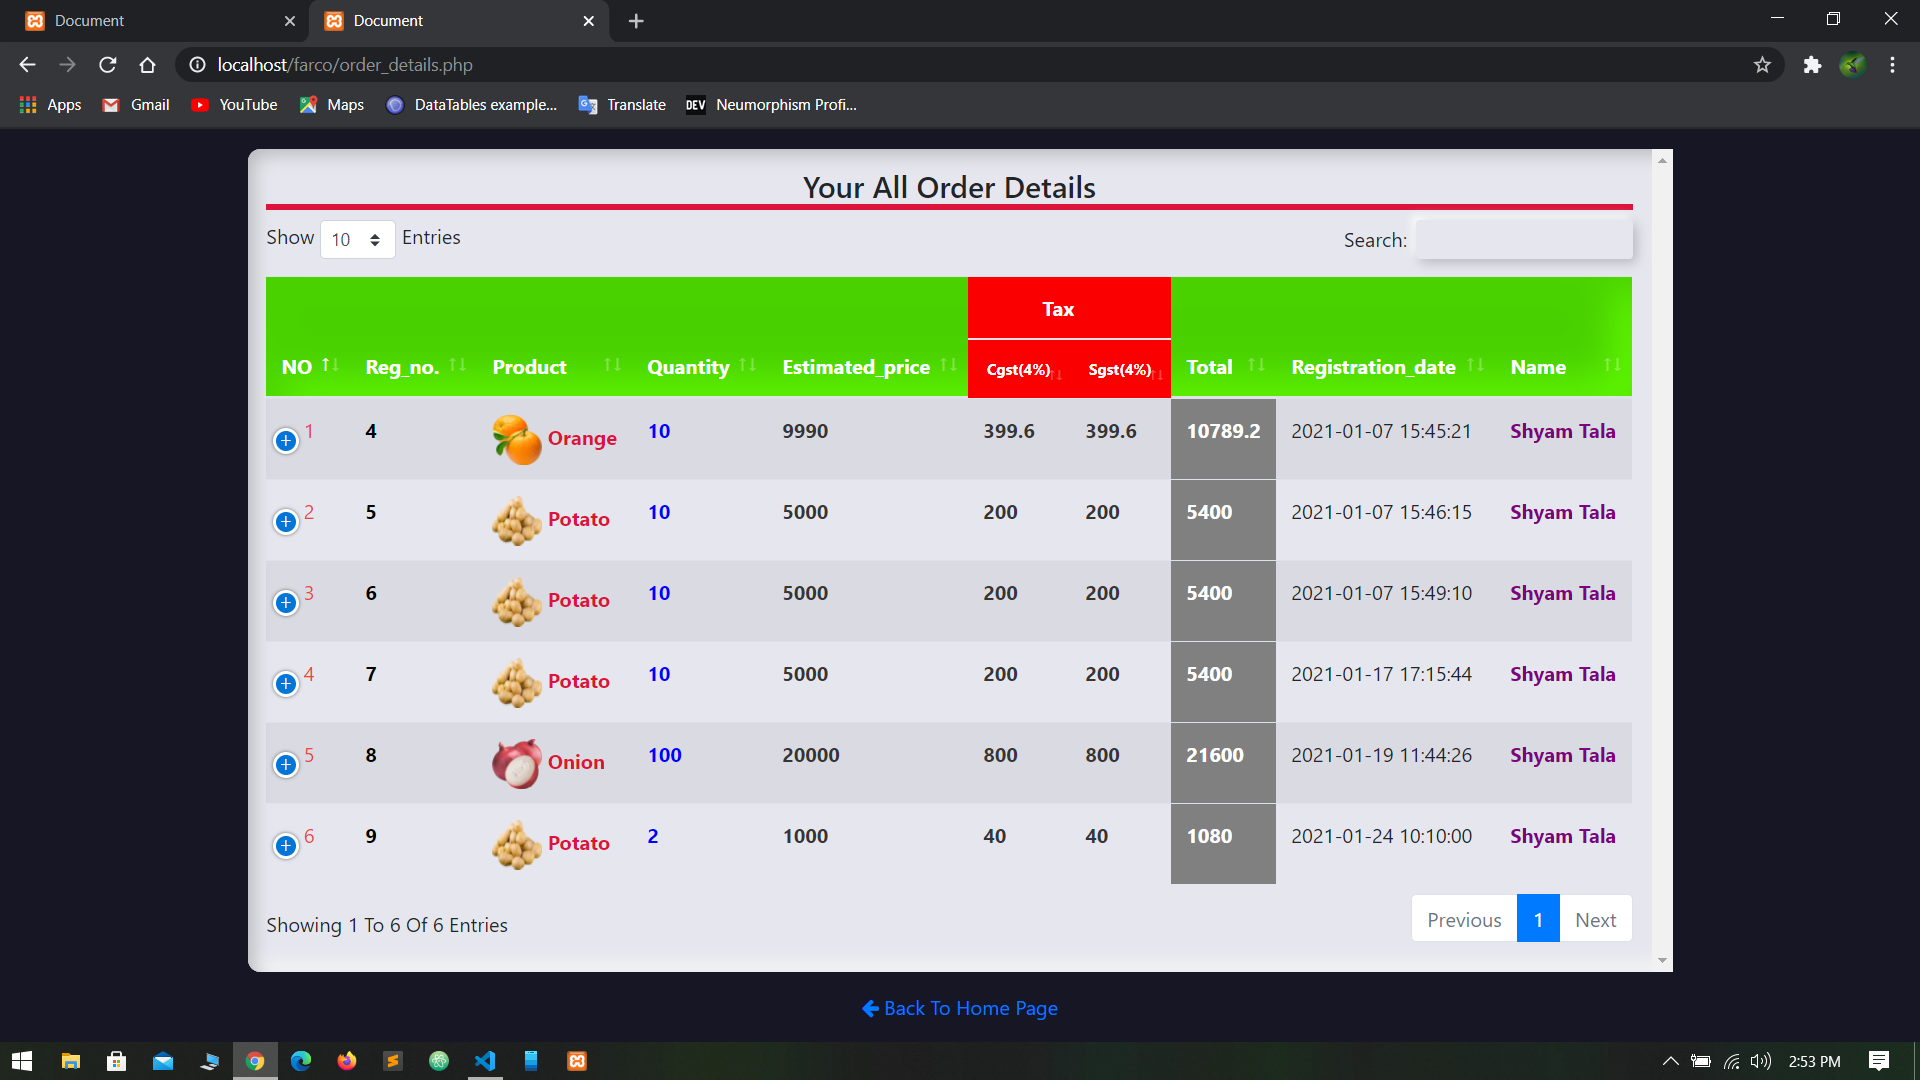 Document Document
localhost/farco/order_details.php
Apps Gmail YouTube Maps DataTables example... Translate DEV Neumorphism Profi...
Your All Order Details
Show 10 Entries Search:
Tax
NO Reg_no. Product Quantity Estimated_price Cgst(4%) Sgst(4%) Total Registration_date Name
1 4 Orange 10 9990 399.6 399.6 10789.2 2021-01-07 15:45:21 Shyam Tala
2 5 Potato 10 5000 200 200 5400 2021-01-07 15:46:15 Shyam Tala
3 6 Potato 10 5000 200 200 5400 2021-01-07 15:49:10 Shyam Tala
4 7 Potato 10 5000 200 200 5400 2021-01-17 17:15:44 Shyam Tala
5 8 Onion 100 20000 800 800 21600 2021-01-19 11:44:26 Shyam Tala
6 9 Potato 2 1000 40 40 1080 2021-01-24 10:10:00 Shyam Tala
Showing 1 To 6 Of 6 Entries Previous 1 Next
Back To Home Page
2:53 PM